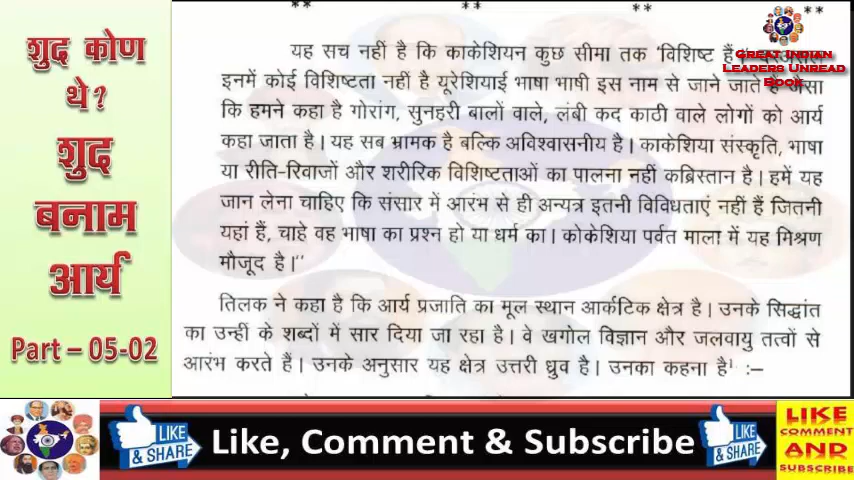 ** ** ** **
शुद्र कोण
थे?
शुद्र
बनाम
आर्य
Part – 05-02
Great Indian
Leaders Unread
Book
यह सच नहीं है कि काकेशियन कुछ सीमा तक 'विशिष्ट हैं
इनमें कोई विशिष्टता नहीं है यूरेशियाई भाषा भाषी इस नाम से जाने जाते हैं जैसा
कि हमने कहा है गोरांग, सुनहरी बालों वाले, लंबी कद काठी वाले लोगों को आर्य
कहा जाता है। यह सब भ्रामक है बल्कि अविश्वसनीय है। काकेशिया संस्कृति, भाषा
या रीति-रिवाजों और शरीरिक विशिष्टताओं का पालना नहीं कब्रिस्तान है। हमें यह
जान लेना चाहिए कि संसार में आरंभ से ही अन्यत्र इतनी विविधताएं नहीं हैं जितनी
यहां हैं, चाहे वह भाषा का प्रश्न हो या धर्म का। कोकेशिया पर्वत माला में यह मिश्रण
मौजूद है।''
तिलक ने कहा है कि आर्य प्रजाति का मूल स्थान आर्कटिक क्षेत्र है। उनके सिद्धांत
का उन्हीं के शब्दों में सार दिया जा रहा है। वे खगोल विज्ञान और जलवायु तत्वों से
आरंभ करते हैं। उनके अनुसार यह क्षेत्र उत्तरी ध्रुव है। उनका कहना है¹ :–
LIKE
& SHARE
Like, Comment & Subscribe
LIKE
& SHARE
LIKE
COMMENT
AND
SUBSCRIBE